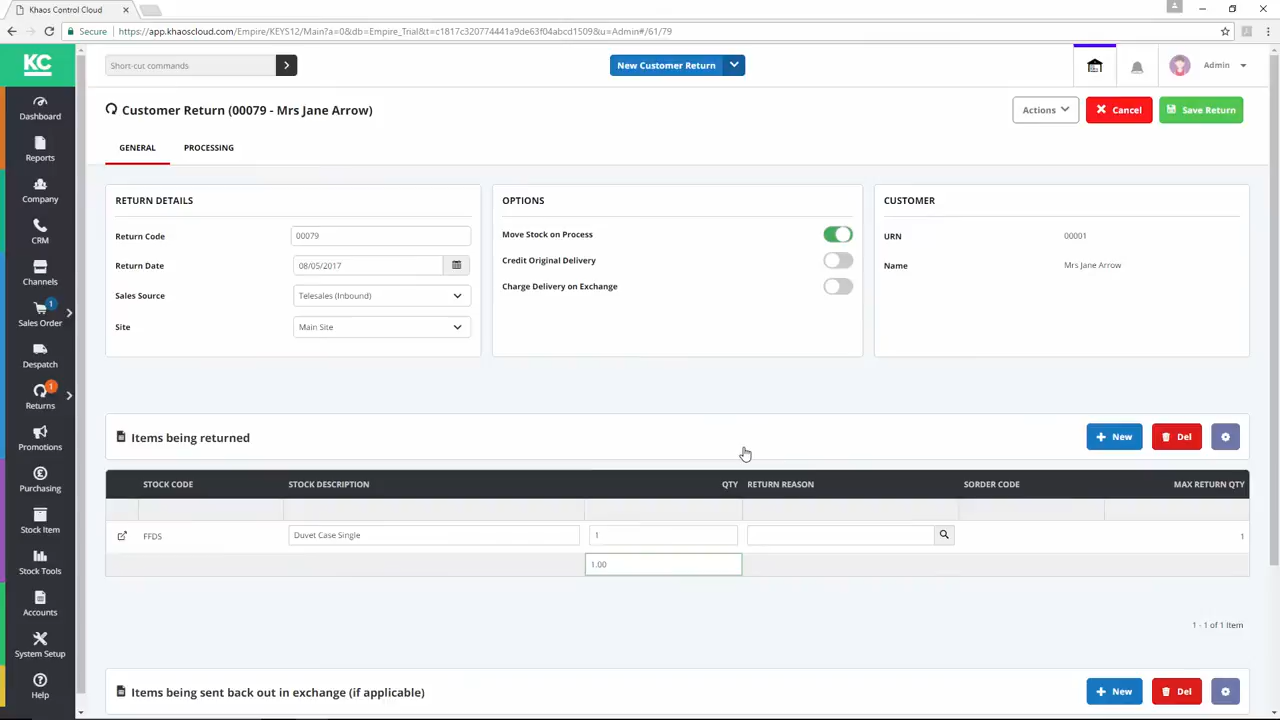 Khaos Control Cloud
Secure
https://app.khaoscloud.com/Empire/KEYS12/Main?a=0&db=Empire_Trial&t=c1817c320774441a9de63f04abcd1509&u=Admin#/61/79
KC
Short-cut commands
New Customer Return
Admin
Customer Return (00079 - Mrs Jane Arrow)
Actions
Cancel
Save Return
GENERAL
PROCESSING
Dashboard
Reports
Company
CRM
Channels
1
Sales Order
Despatch
1
Returns
Promotions
Purchasing
Stock Item
Stock Tools
Accounts
System Setup
Help
RETURN DETAILS
Return Code
00079
Return Date
08/05/2017
Sales Source
Telesales (Inbound)
Site
Main Site
OPTIONS
Move Stock on Process
Credit Original Delivery
Charge Delivery on Exchange
CUSTOMER
URN
00001
Name
Mrs Jane Arrow
Items being returned
New
Del
STOCK CODE
STOCK DESCRIPTION
QTY
RETURN REASON
SORDER CODE
MAX RETURN QTY
FFDS
Duvet Case Single
1
1
1.00
1 - 1 of 1 Item
Items being sent back out in exchange (if applicable)
New
Del